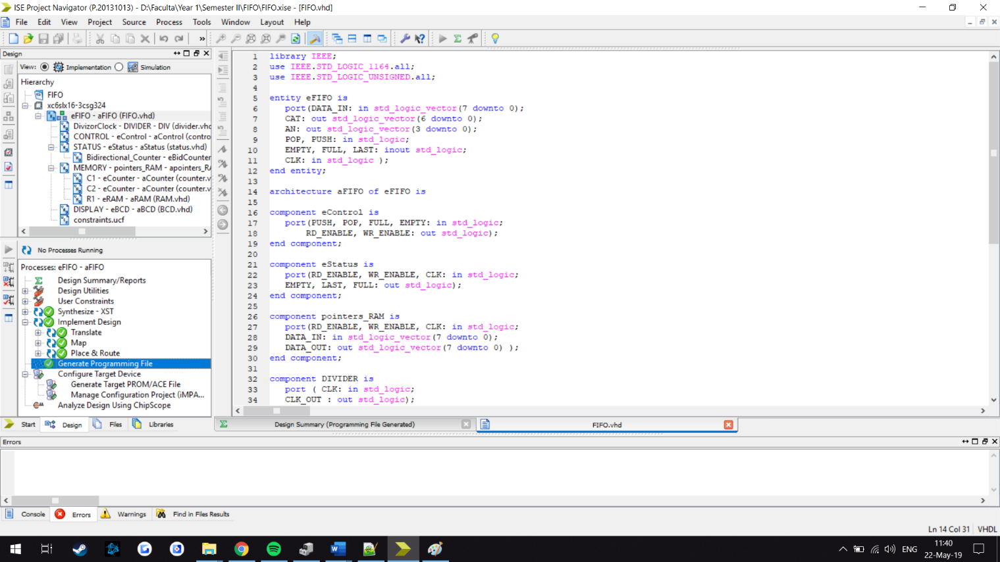 ISE Project Navigator (P.20131013) - D:\Faculta\Year 1\Semester II\FIFO\FIFO.xise - [FIFO.vhd]
File Edit View Project Source Process Tools Window Layout Help
»
Design
View: Implementation Simulation
Hierarchy
FIFO
xc6slx16-3csg324
eFIFO - aFIFO (FIFO.vhd)
DivizorClock - DIVIDER - DIV (divider.vhd
CONTROL - eControl - aControl (contro
STATUS - eStatus - aStatus (status.vhd)
Bidirectional_Counter - eBidCounter
MEMORY - pointers_RAM - apointers_RA
C1 - eCounter - aCounter (counter.v
C2 - eCounter - aCounter (counter.v
R1 - eRAM - aRAM (RAM.vhd)
DISPLAY - eBCD - aBCD (BCD.vhd)
constraints.ucf
No Processes Running
Processes: eFIFO - aFIFO
Design Summary/Reports
Design Utilities
User Constraints
Synthesize - XST
Implement Design
Translate
Map
Place & Route
Generate Programming File
Configure Target Device
Generate Target PROM/ACE File
Manage Configuration Project (iMPA...
Analyze Design Using ChipScope
Start Design Files Libraries
1 library IEEE;
2 use IEEE.STD_LOGIC_1164.all;
3 use IEEE.STD_LOGIC_UNSIGNED.all;
4
5 entity eFIFO is
6 port(DATA_IN: in std_logic_vector(7 downto 0);
7 CAT: out std_logic_vector(6 downto 0);
8 AN: out std_logic_vector(3 downto 0);
9 POP, PUSH: in std_logic;
10 EMPTY, FULL, LAST: inout std_logic;
11 CLK: in std_logic );
12 end entity;
13
14 architecture aFIFO of eFIFO is
15
16 component eControl is
17 port(PUSH, POP, FULL, EMPTY: in std_logic;
18 RD_ENABLE, WR_ENABLE: out std_logic);
19 end component;
20
21 component eStatus is
22 port(RD_ENABLE, WR_ENABLE, CLK: in std_logic;
23 EMPTY, LAST, FULL: out std_logic);
24 end component;
25
26 component pointers_RAM is
27 port(RD_ENABLE, WR_ENABLE, CLK: in std_logic;
28 DATA_IN: in std_logic_vector(7 downto 0);
29 DATA_OUT: out std_logic_vector(7 downto 0) );
30 end component;
31
32 component DIVIDER is
33 port ( CLK: in std_logic;
34 CLK_OUT : out std_logic);
Design Summary (Programming File Generated) FIFO.vhd
Errors
Console Errors Warnings Find in Files Results
Ln 14 Col 31 VHDL
ENG
11:40
22-May-19